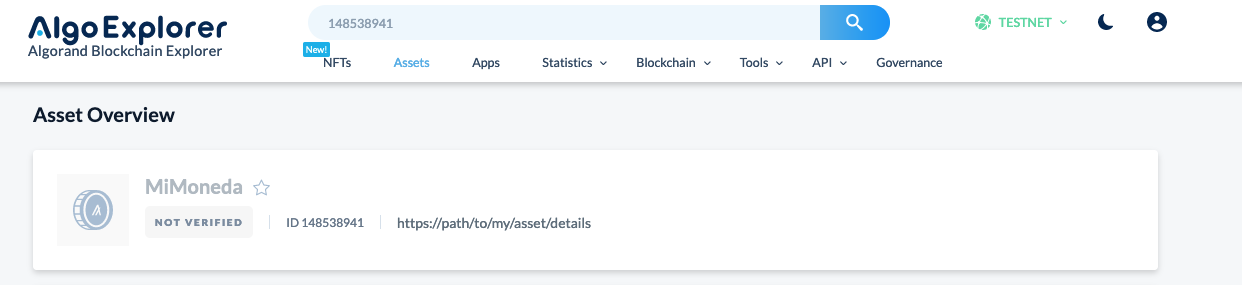 AlgoExplorer
Algorand Blockchain Explorer
148538941
TESTNET
New!
NFTs Assets Apps Statistics Blockchain Tools API Governance
Asset Overview
MiMoneda
NOT VERIFIED ID 148538941 https://path/to/my/asset/details